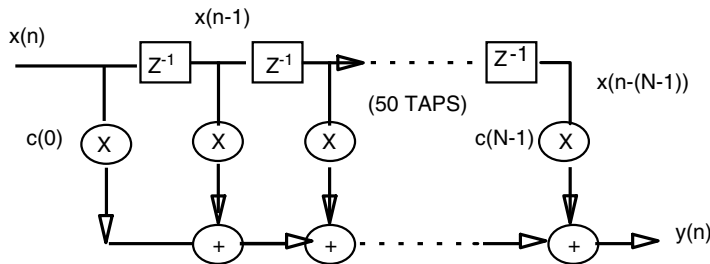 x(n)
x(n-1)
Z-1
Z-1
Z-1
x(n-(N-1))
(50 TAPS)
c(0)
X
X
X
c(N-1)
X
+
+
+
y(n)